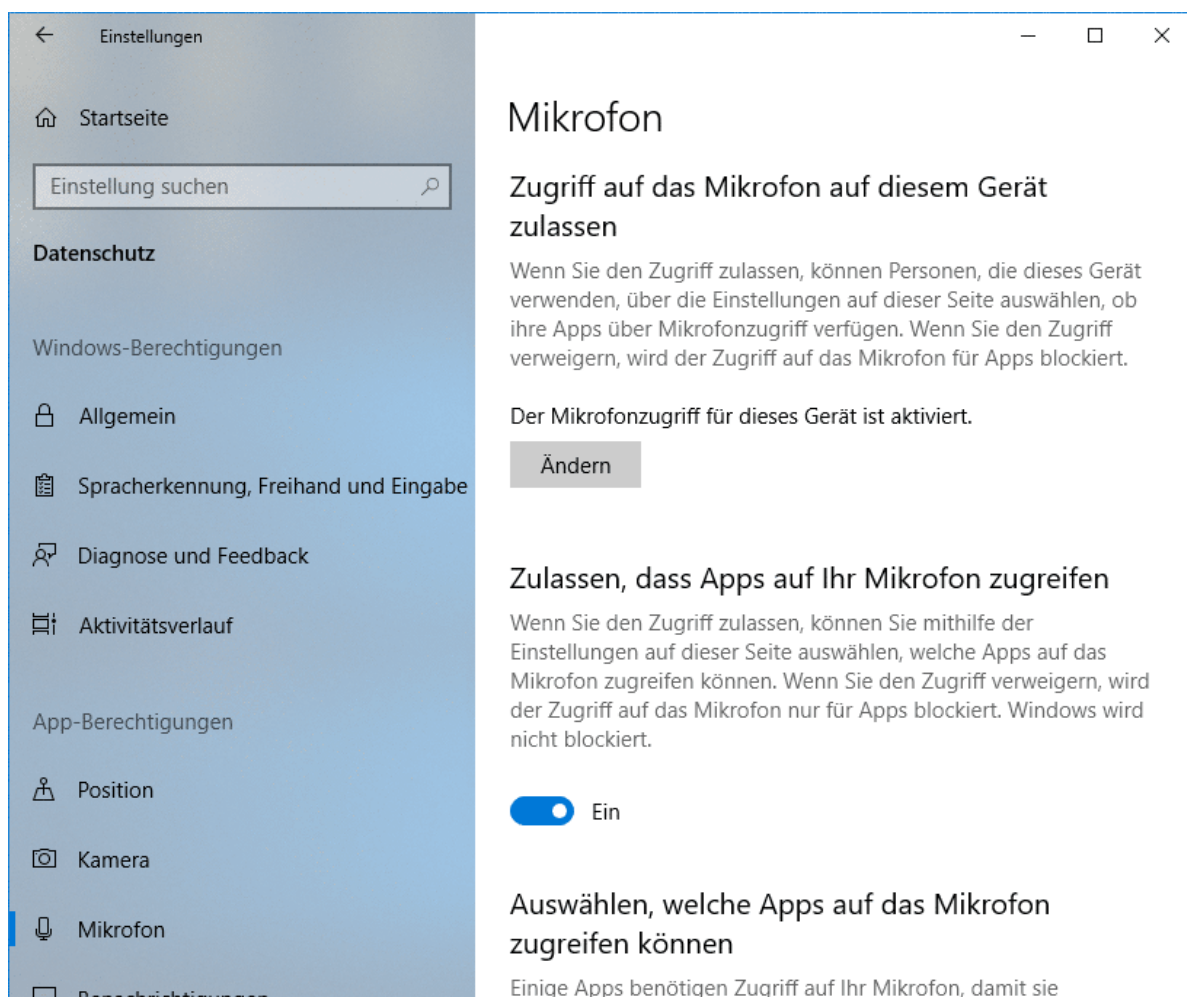 Einstellungen
Startseite
Einstellung suchen
Datenschutz
Windows-Berechtigungen
Allgemein
Spracherkennung, Freihand und Eingabe
Diagnose und Feedback
Aktivitätsverlauf
App-Berechtigungen
Position
Kamera
Mikrofon
Benachrichtigungen
Mikrofon
Zugriff auf das Mikrofon auf diesem Gerät
zulassen
Wenn Sie den Zugriff zulassen, können Personen, die dieses Gerät
verwenden, über die Einstellungen auf dieser Seite auswählen, ob
ihre Apps über Mikrofonzugriff verfügen. Wenn Sie den Zugriff
verweigern, wird der Zugriff auf das Mikrofon für Apps blockiert.
Der Mikrofonzugriff für dieses Gerät ist aktiviert.
Ändern
Zulassen, dass Apps auf Ihr Mikrofon zugreifen
Wenn Sie den Zugriff zulassen, können Sie mithilfe der
Einstellungen auf dieser Seite auswählen, welche Apps auf das
Mikrofon zugreifen können. Wenn Sie den Zugriff verweigern, wird
der Zugriff auf das Mikrofon nur für Apps blockiert. Windows wird
nicht blockiert.
Ein
Auswählen, welche Apps auf das Mikrofon
zugreifen können
Einige Apps benötigen Zugriff auf Ihr Mikrofon, damit sie